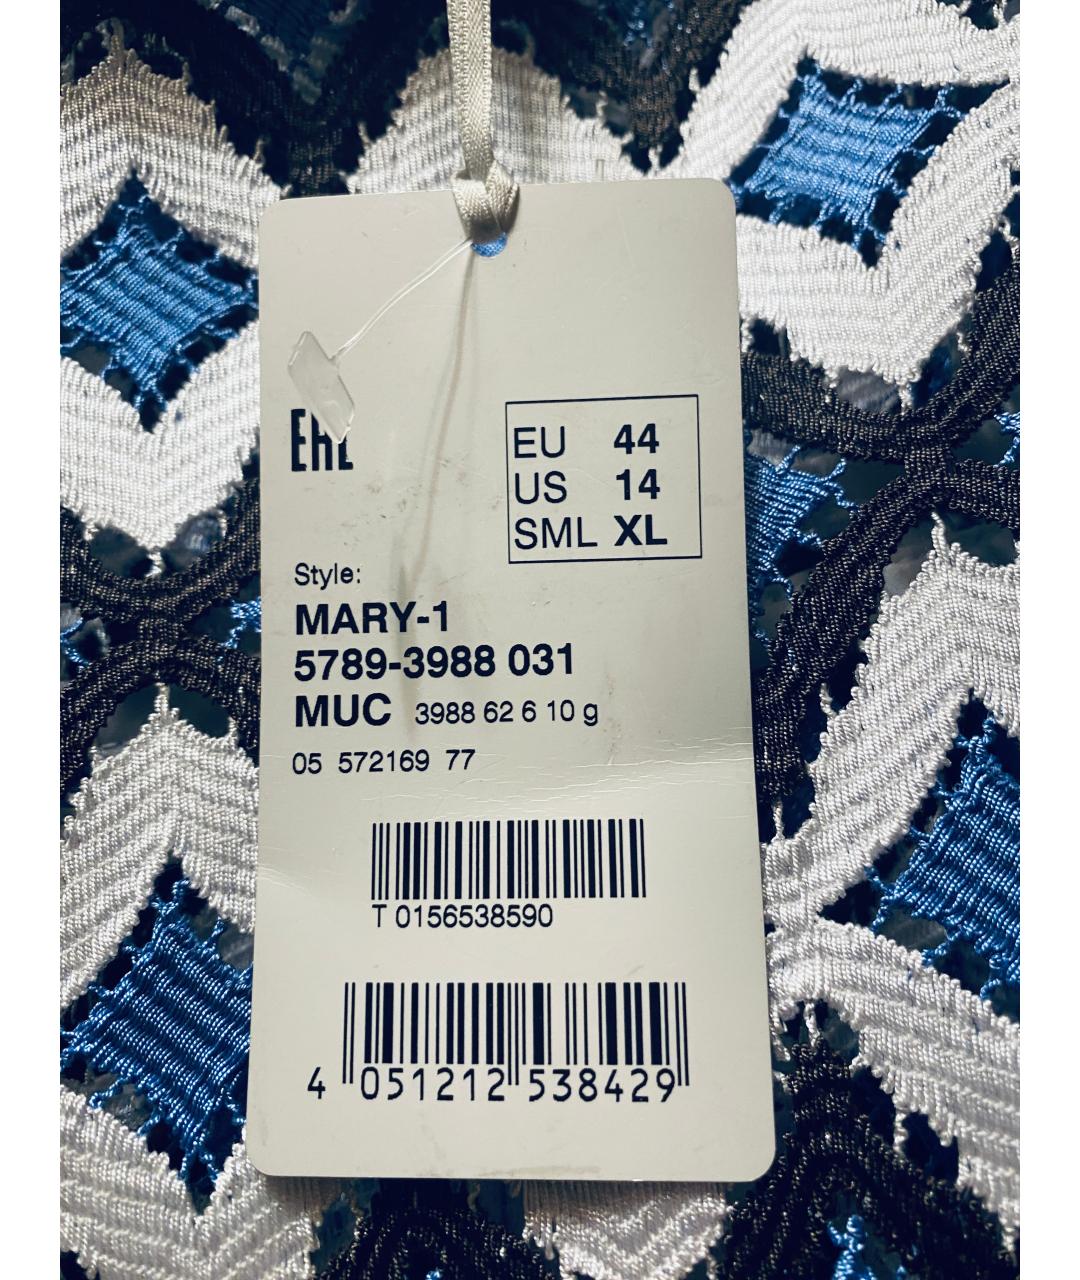 EAC
EU 44
US 14
SML XL
Style:
MARY-1
5789-3988 031
MUC 3988 62 6 10 g
05 572169 77
T 0156538590
4 051212 538429